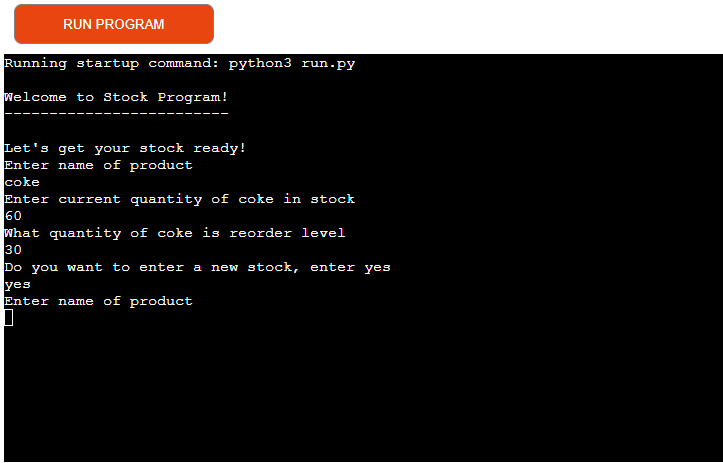 RUN PROGRAM
Running startup command: python3 run.py
Welcome to Stock Program!
-------------------------
Let's get your stock ready!
Enter name of product
coke
Enter current quantity of coke in stock
60
What quantity of coke is reorder level
30
Do you want to enter a new stock, enter yes
yes
Enter name of product